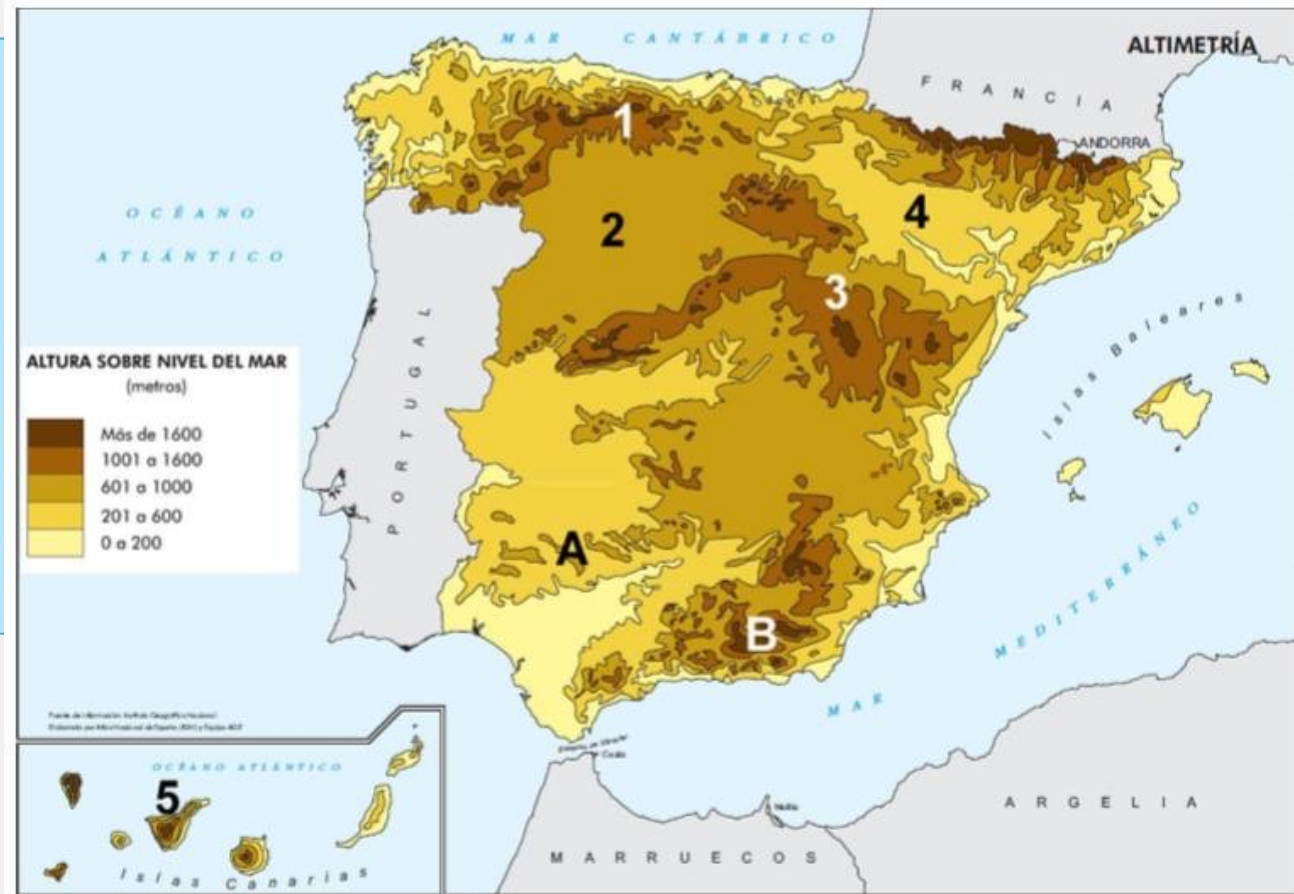 MAR CANTÁBRICO
ALTIMETRÍA
FRANCIA
ANDORRA
1
OCÉANO
ATLÁNTICO
2
4
3
Islas Baleares
PORTUGAL
ALTURA SOBRE NIVEL DEL MAR
(metros)
Más de 1600
1001 a 1600
601 a 1000
201 a 600
0 a 200
A
B
MAR
MEDITERRÁNEO
Ceuta
Melilla
OCÉANO ATLÁNTICO
5
Islas Canarias
MARRUECOS
ARGELIA